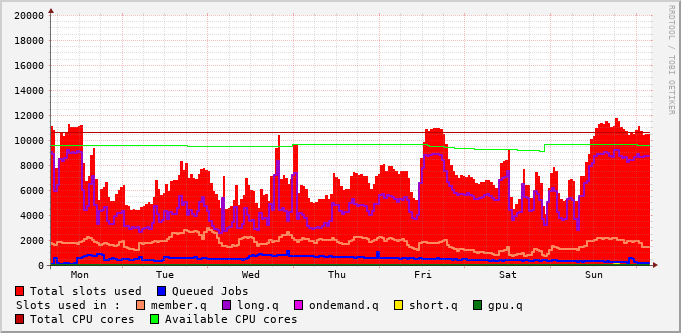 20000
18000
16000
14000
12000
10000
8000
6000
4000
2000
0
Mon Tue Wed Thu Fri Sat Sun
Total slots used Queued Jobs
Slots used in : member.q long.q ondemand.q short.q gpu.q
Total CPU cores Available CPU cores
RRDTOOL / TOBI OETIKER